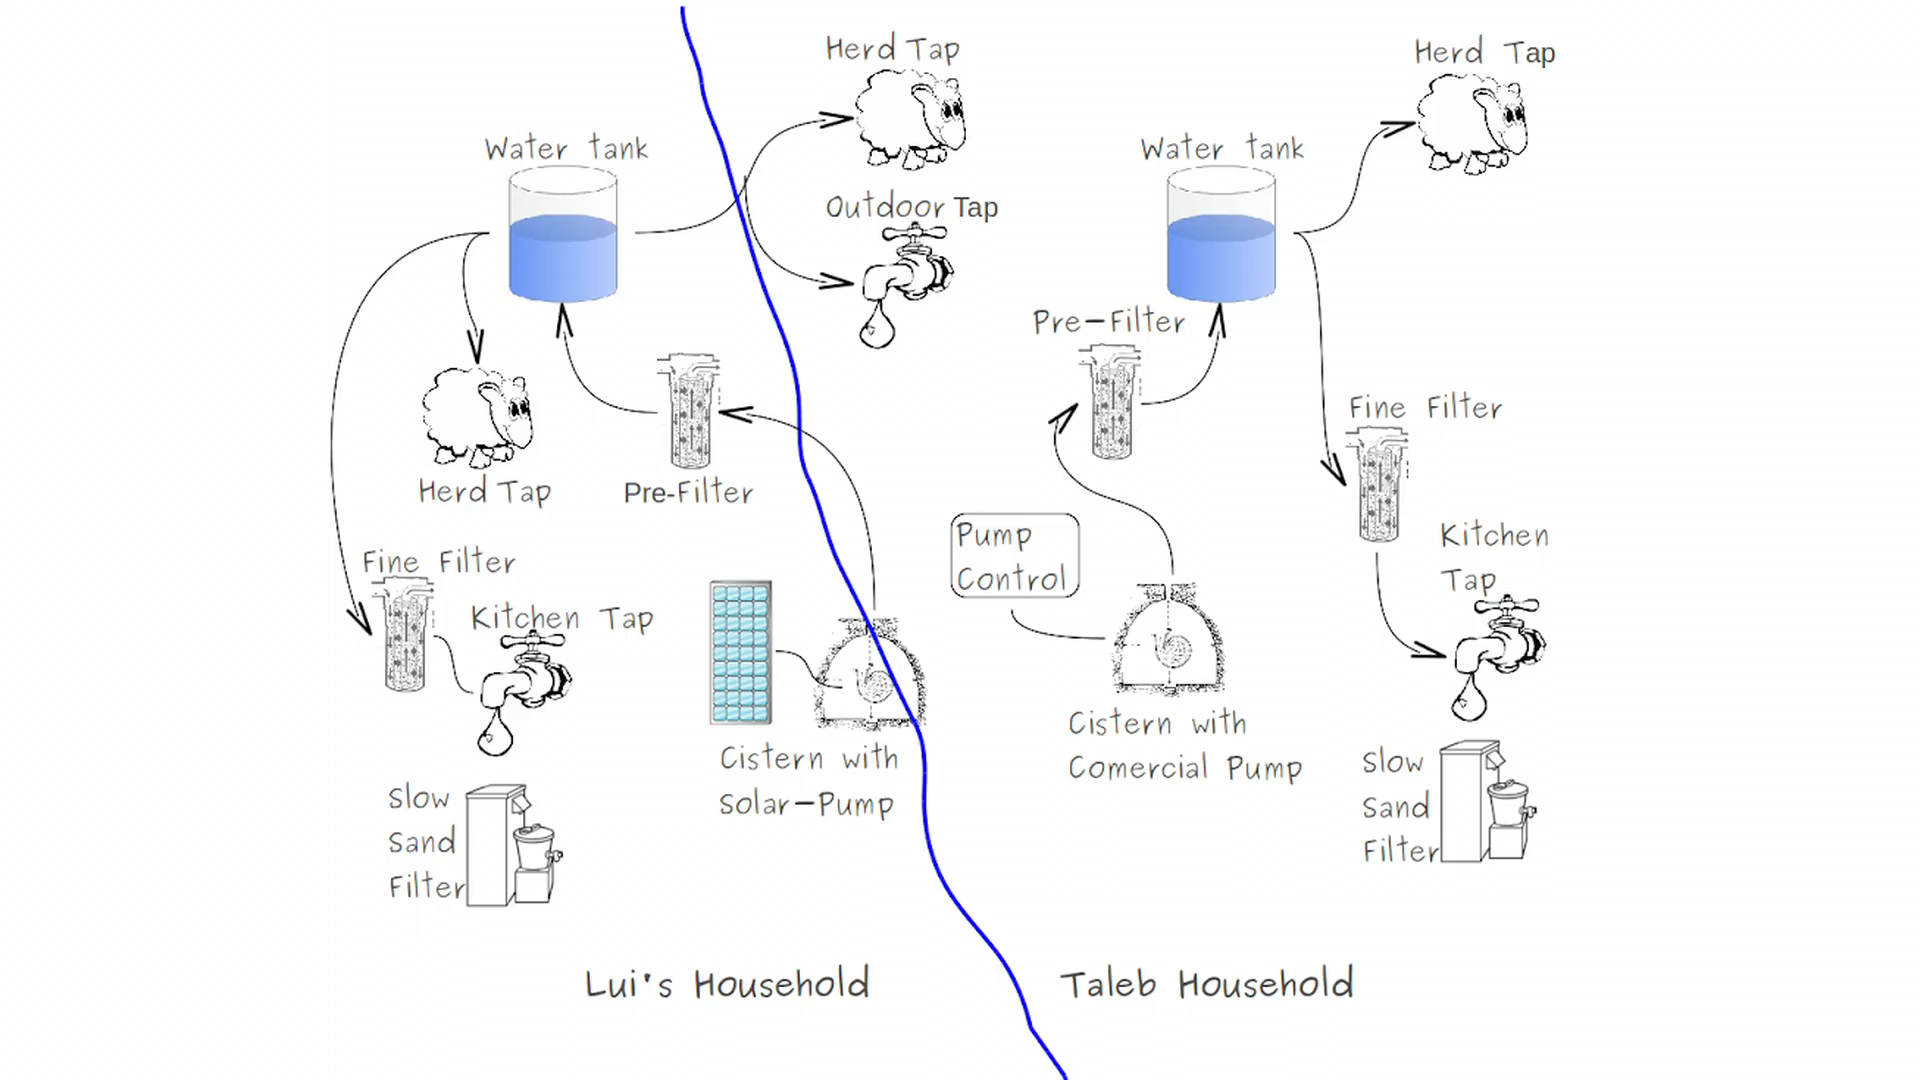 Herd Tap
Herd Tap
Water tank
Water tank
Outdoor Tap
Pre-Filter
Fine Filter
Herd Tap
Pre-Filter
Pump
Control
Kitchen
Tap
Fine Filter
Kitchen Tap
Cistern with
Comercial Pump
Cistern with
Solar-Pump
Slow
Sand
Filter
Slow
Sand
Filter
Lui's Household
Taleb Household